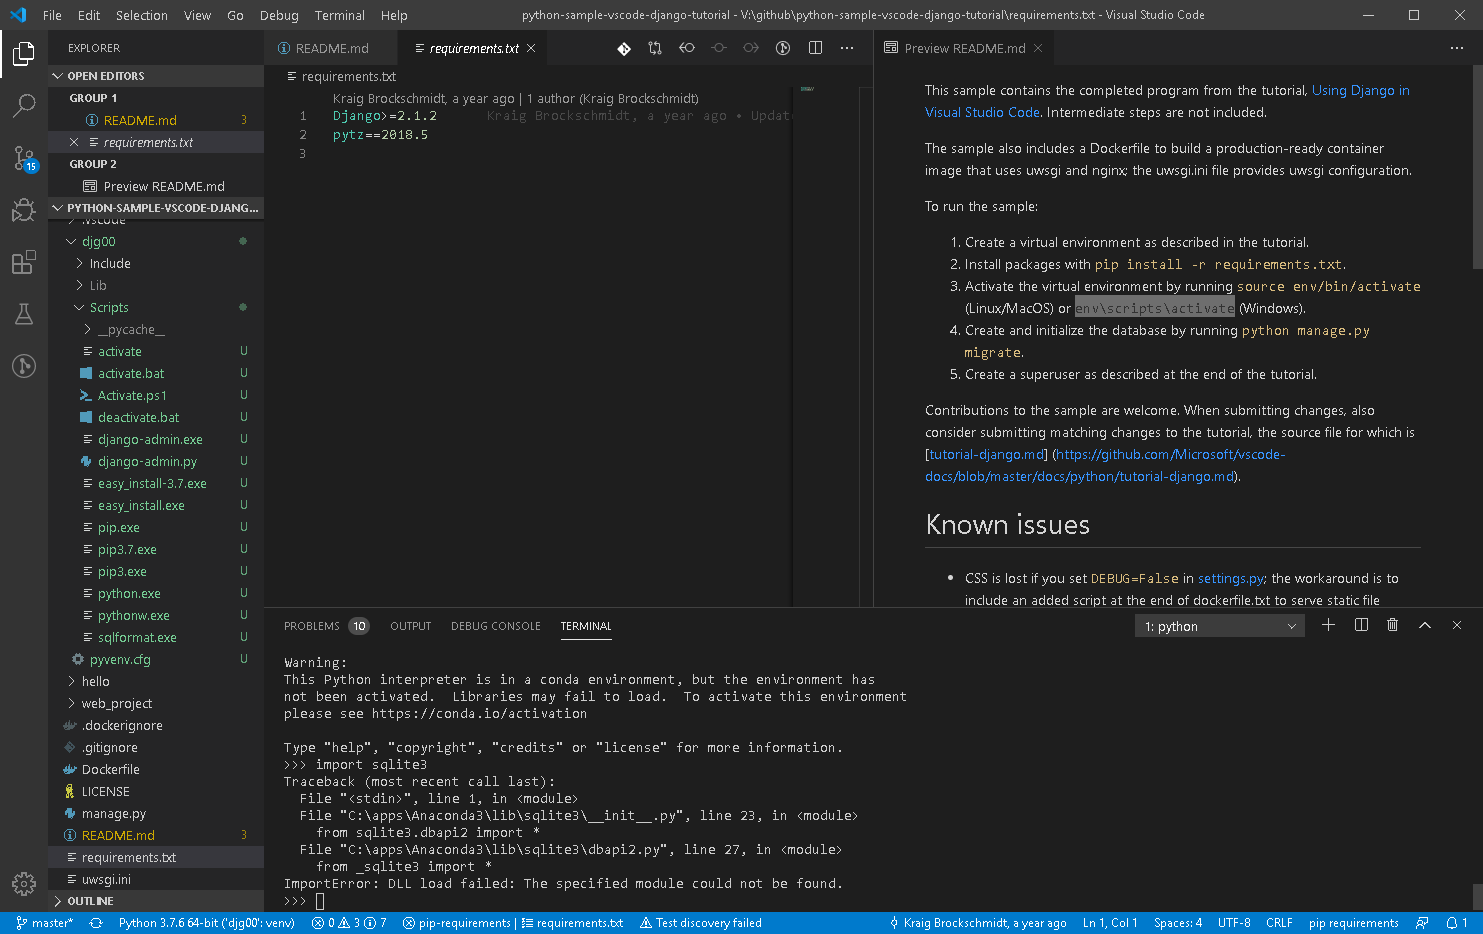 File Edit Selection View Go Debug Terminal Help
python-sample-vscode-django-tutorial - V:\github\python-sample-vscode-django-tutorial\requirements.txt - Visual Studio Code
EXPLORER
OPEN EDITORS
GROUP 1
README.md 3
requirements.txt
GROUP 2
Preview README.md
PYTHON-SAMPLE-VSCODE-DJANG...
.vscode
djg00
Include
Lib
Scripts
__pycache__
activate U
activate.bat U
Activate.ps1 U
deactivate.bat U
django-admin.exe U
django-admin.py U
easy_install-3.7.exe U
easy_install.exe U
pip.exe U
pip3.7.exe U
pip3.exe U
python.exe U
pythonw.exe U
sqlformat.exe U
pyvenv.cfg U
hello
web_project
.dockerignore
.gitignore
Dockerfile
LICENSE
manage.py
README.md 3
requirements.txt
uwsgi.ini
OUTLINE
15
README.md
requirements.txt
requirements.txt
Kraig Brockschmidt, a year ago | 1 author (Kraig Brockschmidt)
1 Django>=2.1.2 Kraig Brockschmidt, a year ago • Updat
2 pytz==2018.5
3
Preview README.md
This sample contains the completed program from the tutorial, Using Django in
Visual Studio Code. Intermediate steps are not included.
The sample also includes a Dockerfile to build a production-ready container
image that uses uwsgi and nginx; the uwsgi.ini file provides uwsgi configuration.
To run the sample:
1. Create a virtual environment as described in the tutorial.
2. Install packages with pip install -r requirements.txt.
3. Activate the virtual environment by running source env/bin/activate
(Linux/MacOS) or env\scripts\activate (Windows).
4. Create and initialize the database by running python manage.py
migrate.
5. Create a superuser as described at the end of the tutorial.
Contributions to the sample are welcome. When submitting changes, also
consider submitting matching changes to the tutorial, the source file for which is
[tutorial-django.md] (https://github.com/Microsoft/vscode-
docs/blob/master/docs/python/tutorial-django.md).
Known issues
• CSS is lost if you set DEBUG=False in settings.py; the workaround is to
include an added script at the end of dockerfile.txt to serve static file
PROBLEMS 10 OUTPUT DEBUG CONSOLE TERMINAL
1: python
Warning:
This Python interpreter is in a conda environment, but the environment has
not been activated.  Libraries may fail to load.  To activate this environment
please see https://conda.io/activation
Type "help", "copyright", "credits" or "license" for more information.
>>> import sqlite3
Traceback (most recent call last):
  File "<stdin>", line 1, in <module>
  File "C:\apps\Anaconda3\lib\sqlite3\__init__.py", line 23, in <module>
    from sqlite3.dbapi2 import *
  File "C:\apps\Anaconda3\lib\sqlite3\dbapi2.py", line 27, in <module>
    from _sqlite3 import *
ImportError: DLL load failed: The specified module could not be found.
>>>
master* Python 3.7.6 64-bit ('djg00': venv) 0 3 7 pip-requirements | requirements.txt Test discovery failed Kraig Brockschmidt, a year ago Ln 1, Col 1 Spaces: 4 UTF-8 CRLF pip requirements 1